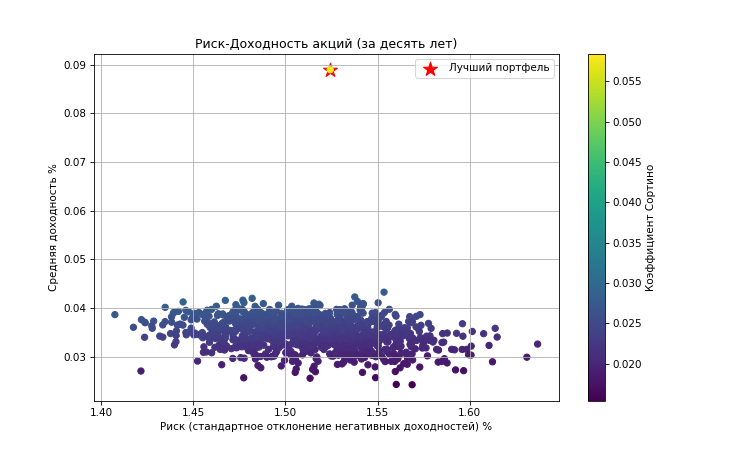 Риск-Доходность акций (за десять лет)
Лучший портфель
Средняя доходность %
0.09
0.08
0.07
0.06
0.05
0.04
0.03
1.40 1.45 1.50 1.55 1.60
Риск (стандартное отклонение негативных доходностей) %
0.055
0.050
0.045
0.040
0.035
0.030
0.025
0.020
Коэффициент Сортино